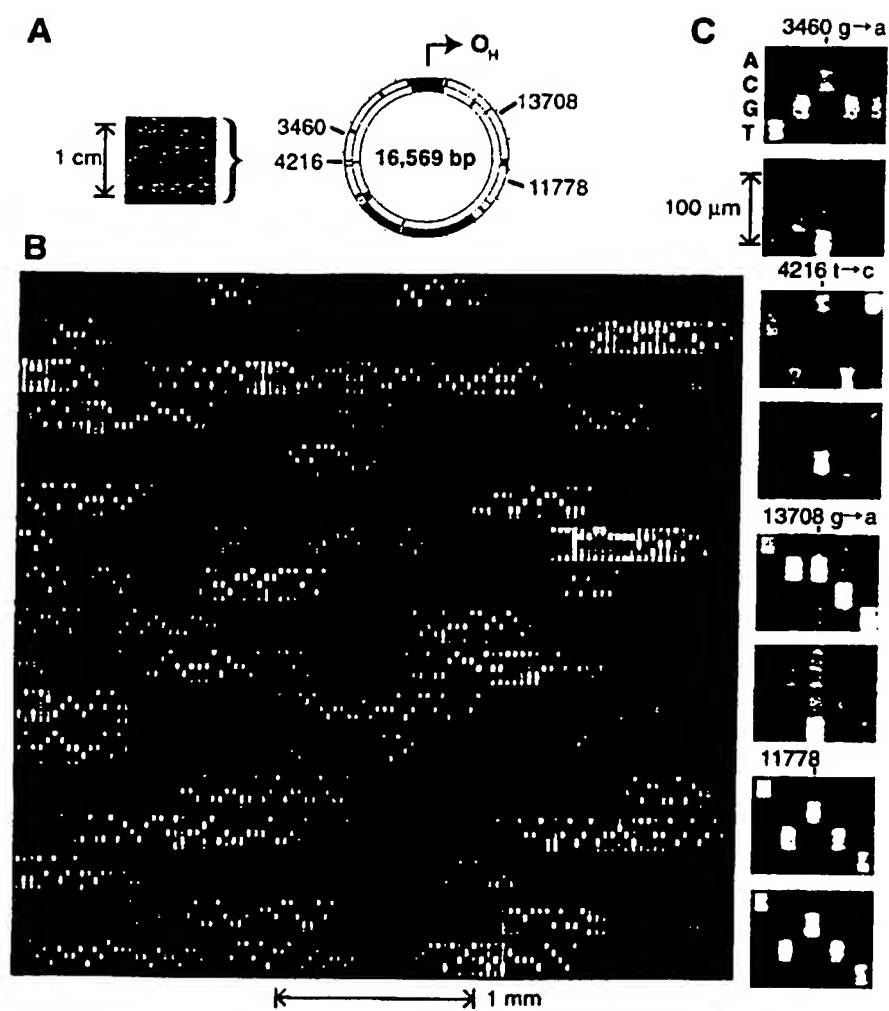 A
O_H
13708
3460
4216
16,569 bp
11778
1 cm
B
1 mm
C
3460 g→a
A
C
G
T
100 µm
4216 t→c
13708 g→a
11778